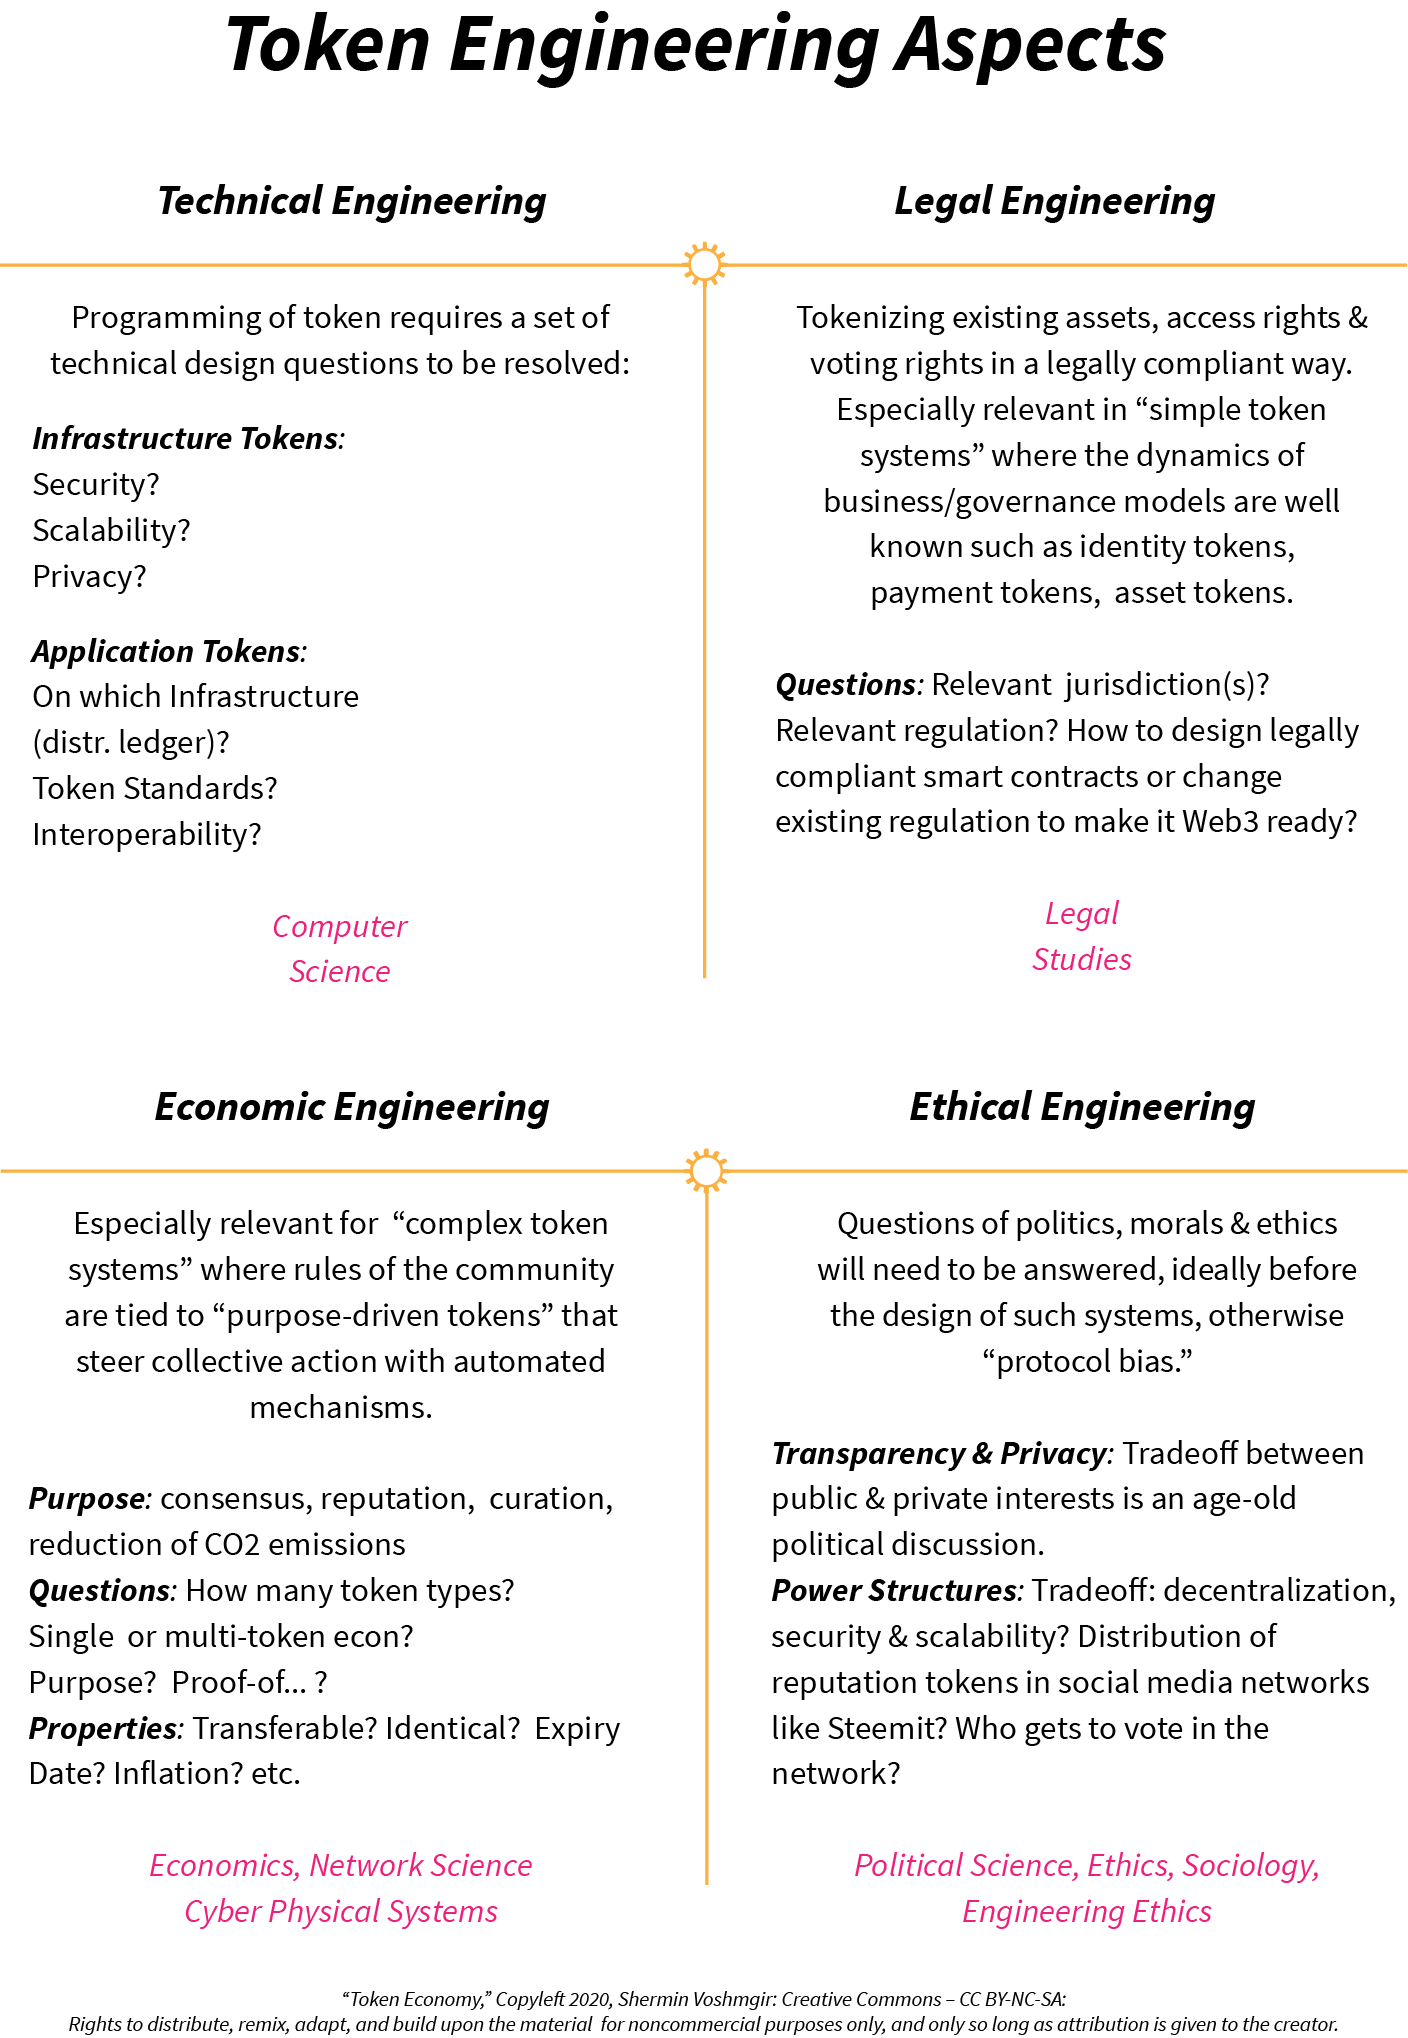 Token Engineering Aspects
Technical Engineering
Programming of token requires a set of
technical design questions to be resolved:
Infrastructure Tokens:
Security?
Scalability?
Privacy?
Application Tokens:
On which Infrastructure
(distr. ledger)?
Token Standards?
Interoperability?
Computer
Science
Legal Engineering
Tokenizing existing assets, access rights &
voting rights in a legally compliant way.
Especially relevant in “simple token
systems” where the dynamics of
business/governance models are well
known such as identity tokens,
payment tokens,  asset tokens.
Questions: Relevant  jurisdiction(s)?
Relevant regulation? How to design legally
compliant smart contracts or change
existing regulation to make it Web3 ready?
Legal
Studies
Economic Engineering
Especially relevant for  “complex token
systems” where rules of the community
are tied to “purpose-driven tokens” that
steer collective action with automated
mechanisms.
Purpose: consensus, reputation,  curation,
reduction of CO2 emissions
Questions: How many token types?
Single  or multi-token econ?
Purpose?  Proof-of... ?
Properties: Transferable? Identical?  Expiry
Date? Inflation? etc.
Economics, Network Science
Cyber Physical Systems
Ethical Engineering
Questions of politics, morals & ethics
will need to be answered, ideally before
the design of such systems, otherwise
“protocol bias.”
Transparency & Privacy: Tradeoff between
public & private interests is an age-old
political discussion.
Power Structures: Tradeoff: decentralization,
security & scalability? Distribution of
reputation tokens in social media networks
like Steemit? Who gets to vote in the
network?
Political Science, Ethics, Sociology,
Engineering Ethics
“Token Economy,” Copyleft 2020, Shermin Voshmgir: Creative Commons – CC BY-NC-SA:
Rights to distribute, remix, adapt, and build upon the material  for noncommercial purposes only, and only so long as attribution is given to the creator.